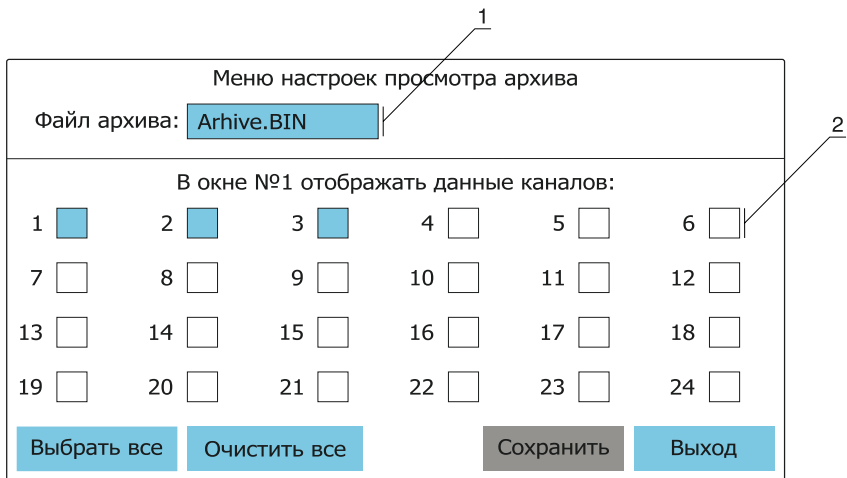 1
Меню настроек просмотра архива
Файл архива: Arhive.BIN
2
В окне №1 отображать данные каналов:
1 2 3 4 5 6
7 8 9 10 11 12
13 14 15 16 17 18
19 20 21 22 23 24
Выбрать все Очистить все Сохранить Выход